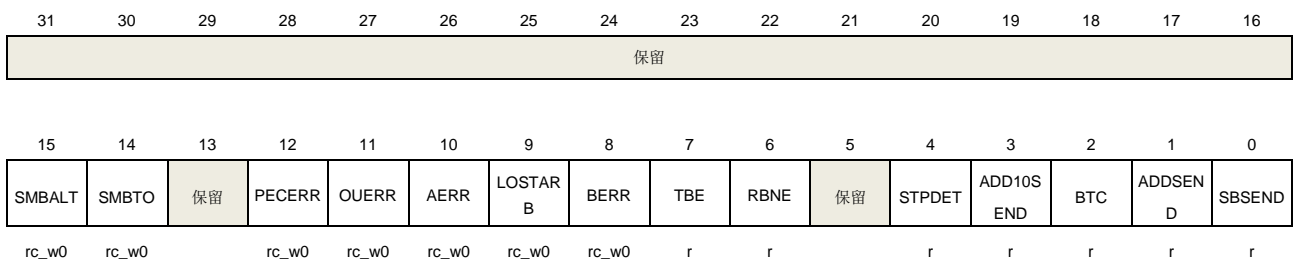 31 30 29 28 27 26 25 24 23 22 21 20 19 18 17 16
保留
15 14 13 12 11 10 9 8 7 6 5 4 3 2 1 0
SMBALT SMBTO 保留 PECERR OUERR AERR LOSTAR B BERR TBE RBNE 保留 STPDET ADD10S END BTC ADDSEN D SBSEND
rc_w0 rc_w0 rc_w0 rc_w0 rc_w0 rc_w0 rc_w0 r r r r r r r